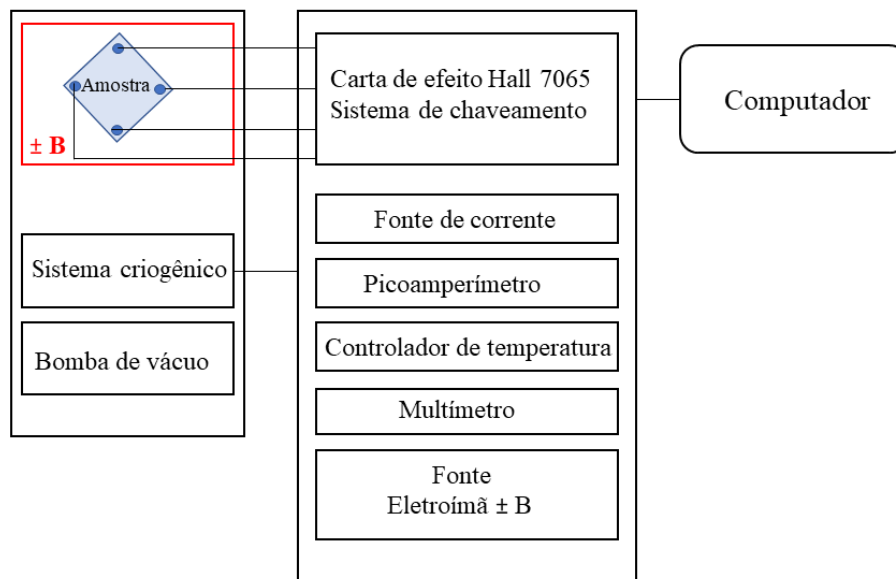 Amostra
± B
Sistema criogênico
Bomba de vácuo
Carta de efeito Hall 7065
Sistema de chaveamento
Fonte de corrente
Picoamperímetro
Controlador de temperatura
Multímetro
Fonte
Eletroímã ± B
Computador